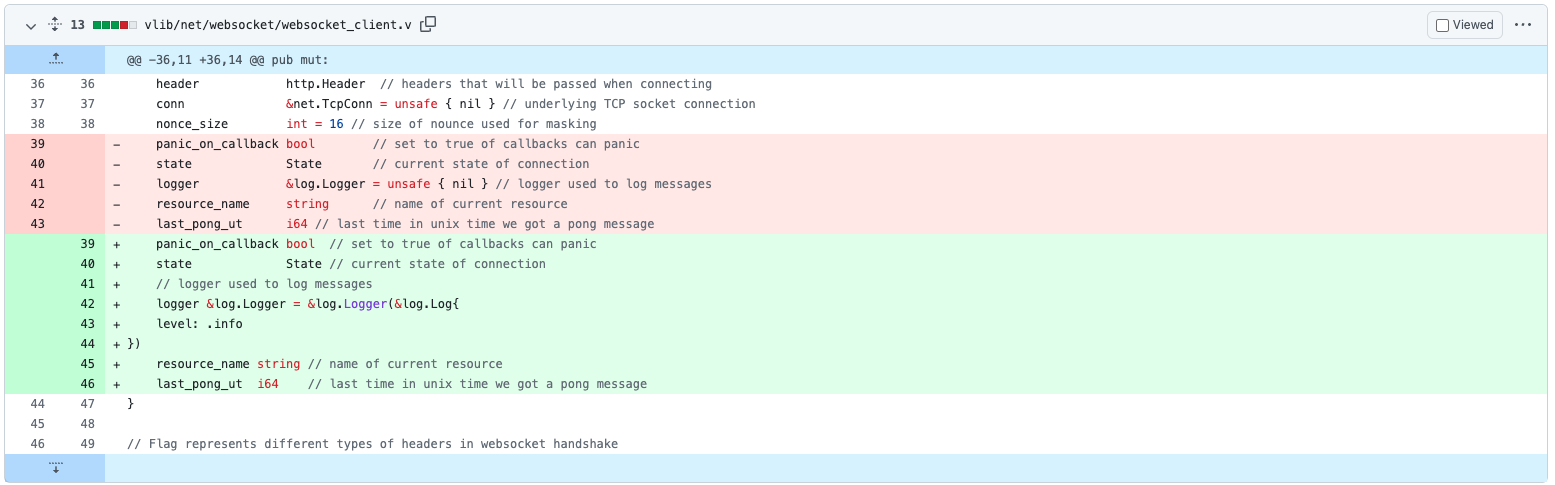 13 vlib/net/websocket/websocket_client.v Viewed
@@ -36,11 +36,14 @@ pub mut:
36 36 header http.Header // headers that will be passed when connecting
37 37 conn &net.TcpConn = unsafe { nil } // underlying TCP socket connection
38 38 nonce_size int = 16 // size of nounce used for masking
39 - panic_on_callback bool // set to true of callbacks can panic
40 - state State // current state of connection
41 - logger &log.Logger = unsafe { nil } // logger used to log messages
42 - resource_name string // name of current resource
43 - last_pong_ut i64 // last time in unix time we got a pong message
39 + panic_on_callback bool // set to true of callbacks can panic
40 + state State // current state of connection
41 + // logger used to log messages
42 + logger &log.Logger = &log.Logger(&log.Log{
43 + level: .info
44 + })
45 + resource_name string // name of current resource
46 + last_pong_ut i64 // last time in unix time we got a pong message
44 47 }
45 48
46 49 // Flag represents different types of headers in websocket handshake